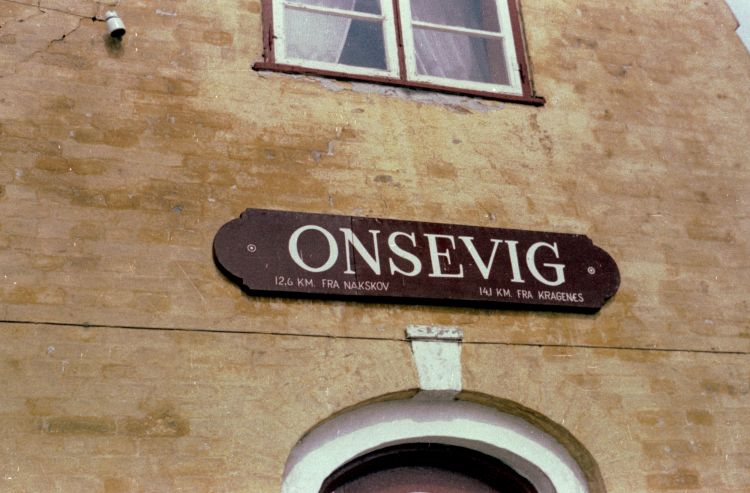 ONSEVIG
12,6 KM. FRA NAKSKOV
14,1 KM. FRA KRAGENÆS